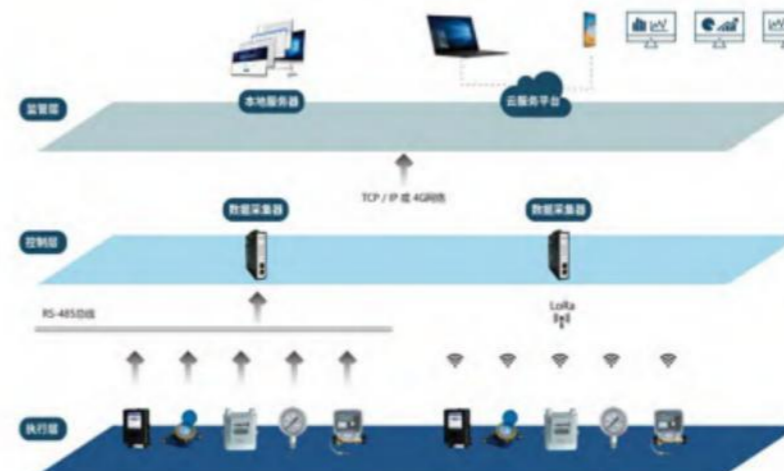 本地服务器
云服务平台
监管层
TCP / IP 或 4G网络
数据采集器
数据采集器
控制层
RS-485总线
LoRa
执行层